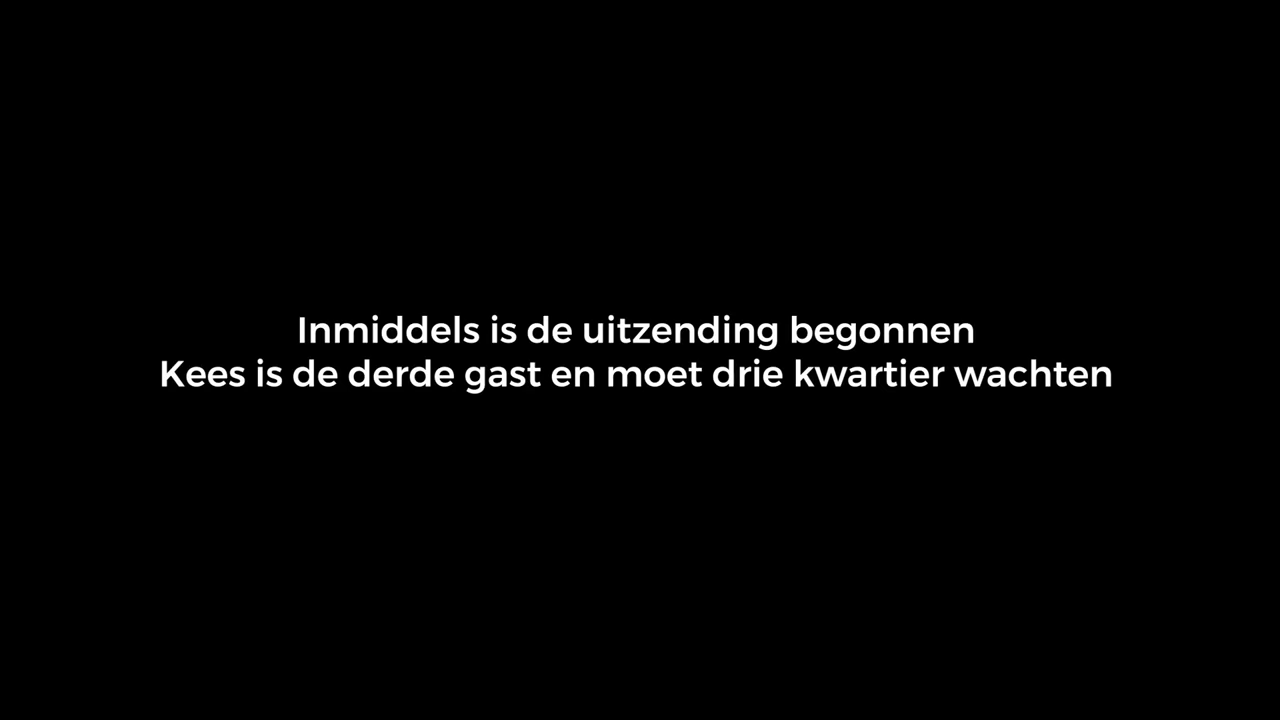 Inmiddels is de uitzending begonnen
Kees is de derde gast en moet drie kwartier wachten